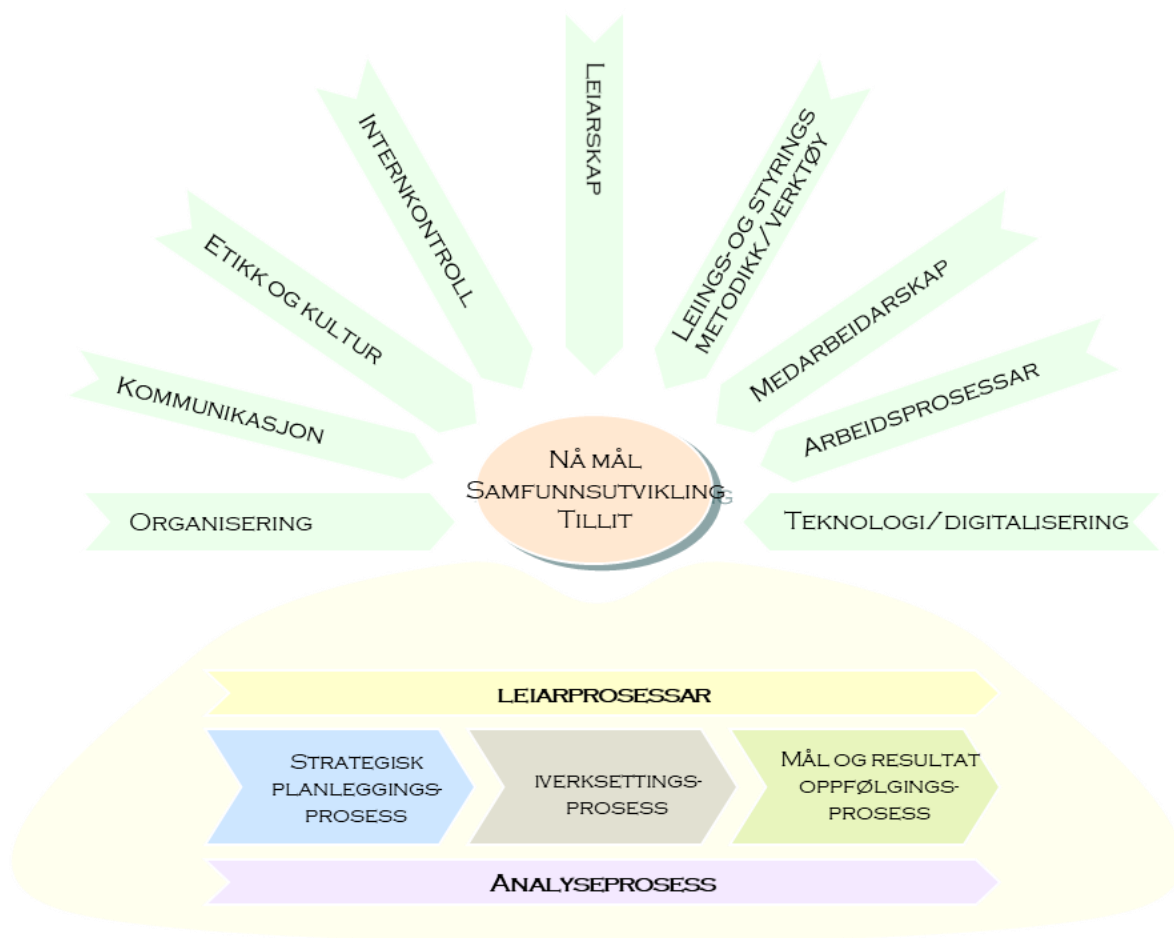 Leiarskap
Internkontroll
Leiings- og styrings
metodikk/verktøy
Etikk og kultur
Medarbeidarskap
Kommunikasjon
Arbeidsprosessar
Nå mål
Samfunnsutvikling
Tillit
Organisering
Teknologi/digitalisering
leiarprosessar
Strategisk
planleggings-
prosess
iverksettings-
prosess
Mål og resultat
oppfølgings-
prosess
Analyseprosess